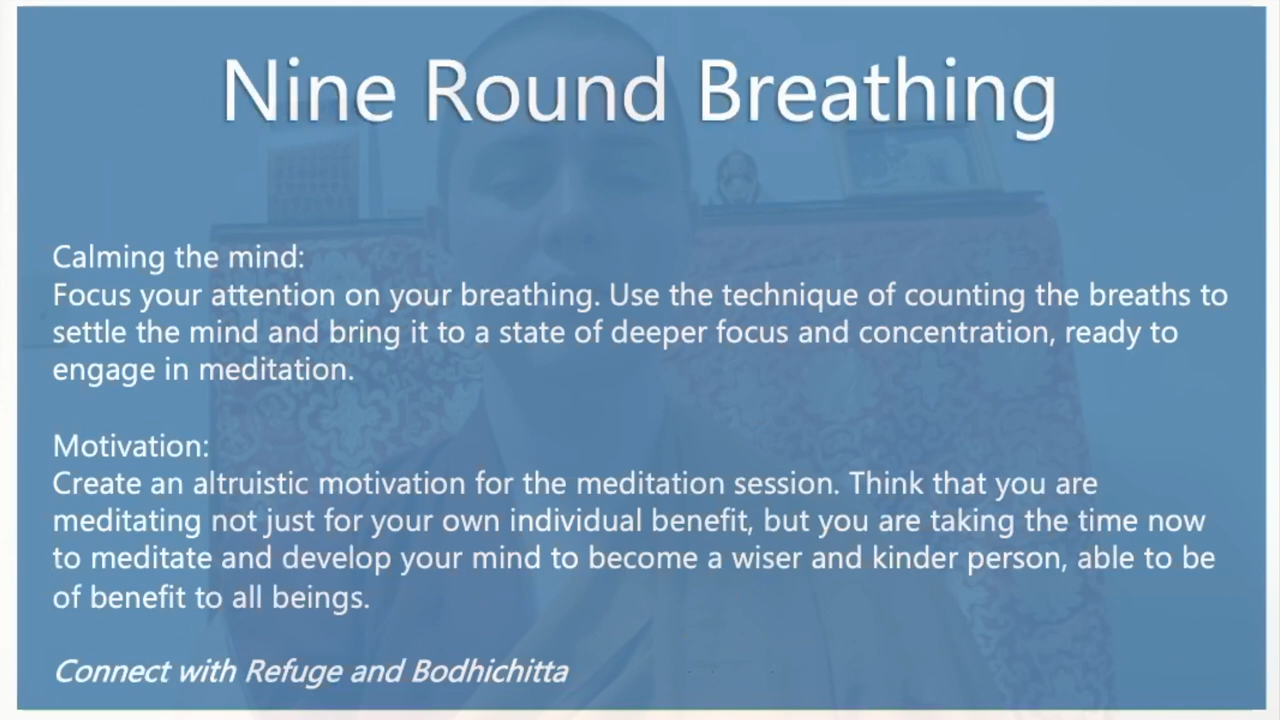 Nine Round Breathing
Calming the mind:
Focus your attention on your breathing. Use the technique of counting the breaths to
settle the mind and bring it to a state of deeper focus and concentration, ready to
engage in meditation.
Motivation:
Create an altruistic motivation for the meditation session. Think that you are
meditating not just for your own individual benefit, but you are taking the time now
to meditate and develop your mind to become a wiser and kinder person, able to be
of benefit to all beings.
Connect with Refuge and Bodhichitta